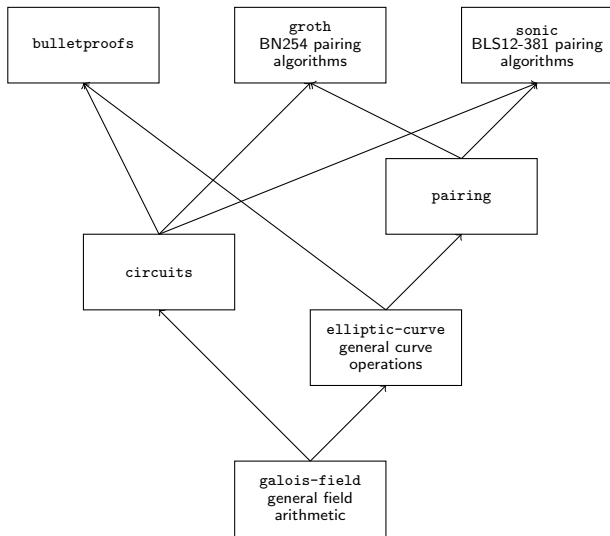 bulletproofs
groth
BN254 pairing
algorithms
sonic
BLS12-381 pairing
algorithms
pairing
circuits
elliptic-curve
general curve
operations
galois-field
general field
arithmetic